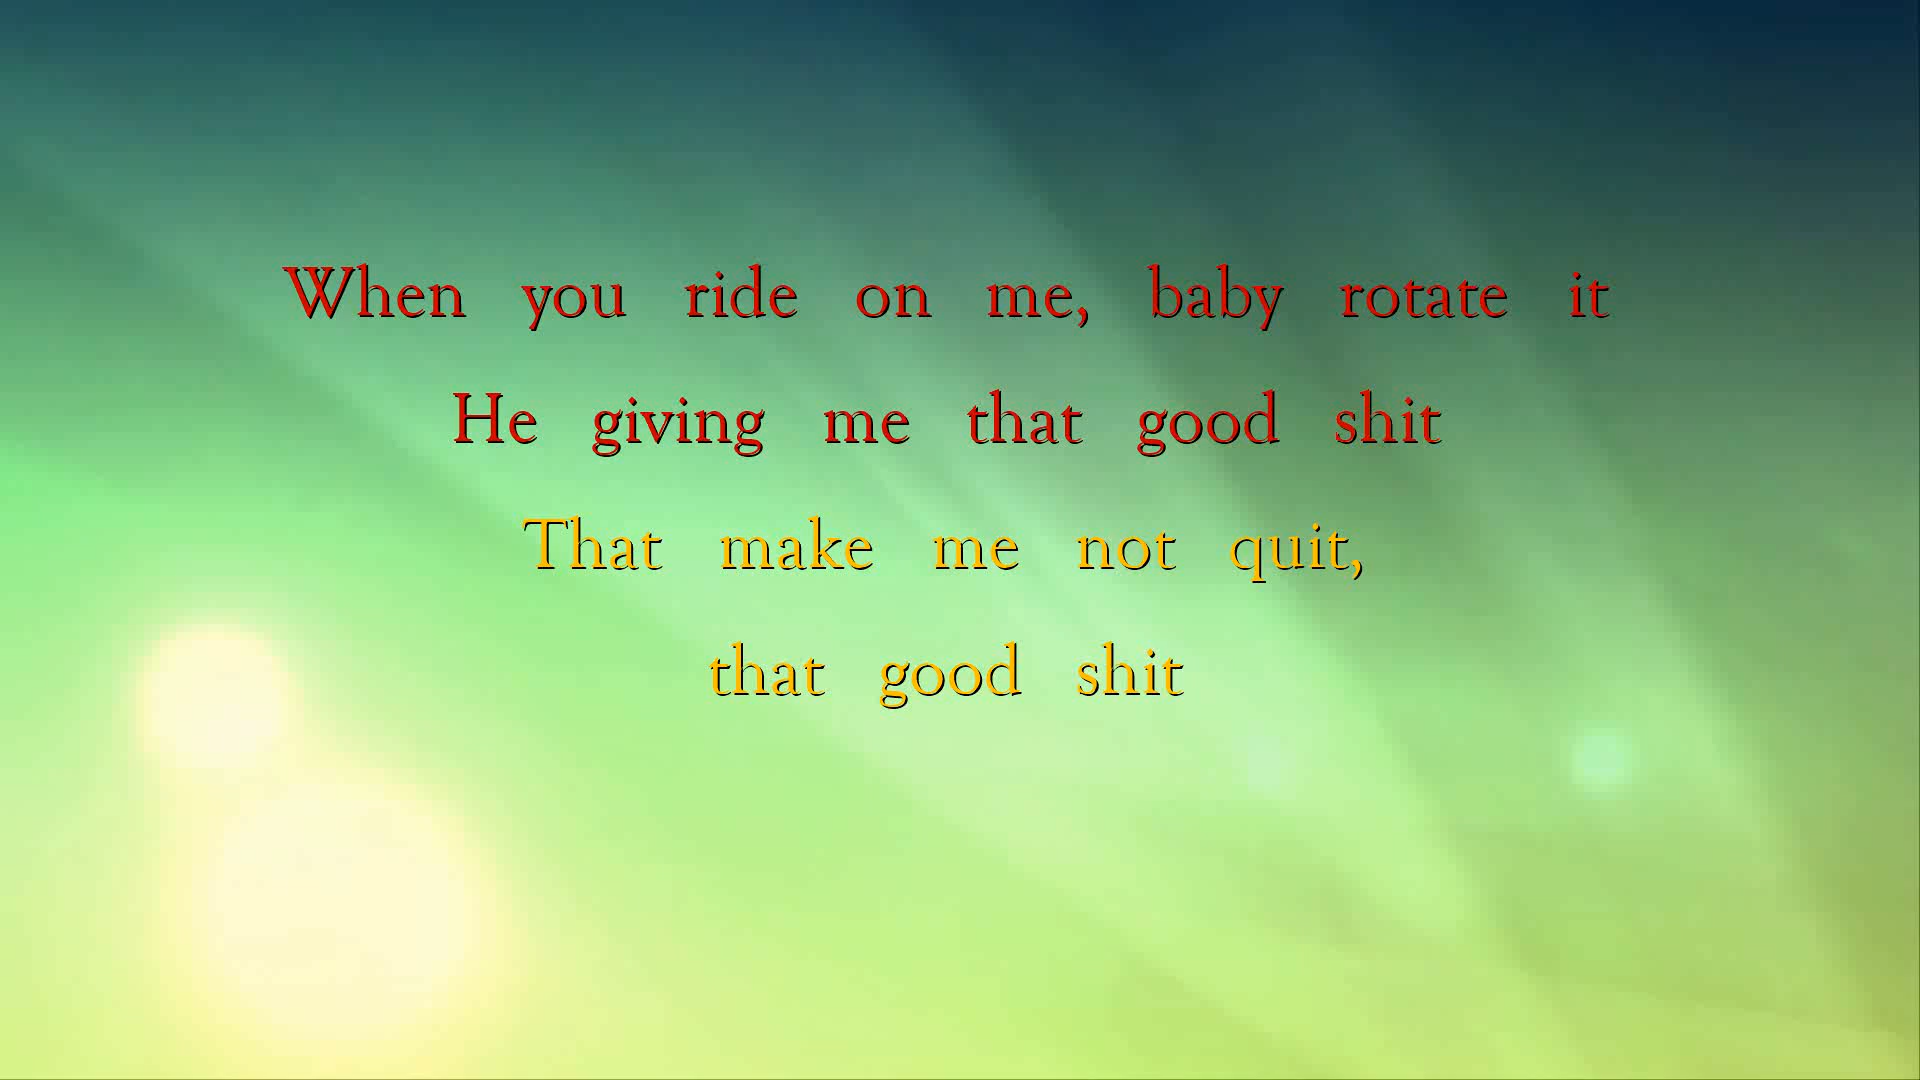 When you ride on me, baby rotate it
He giving me that good shit
That make me not quit,
that good shit